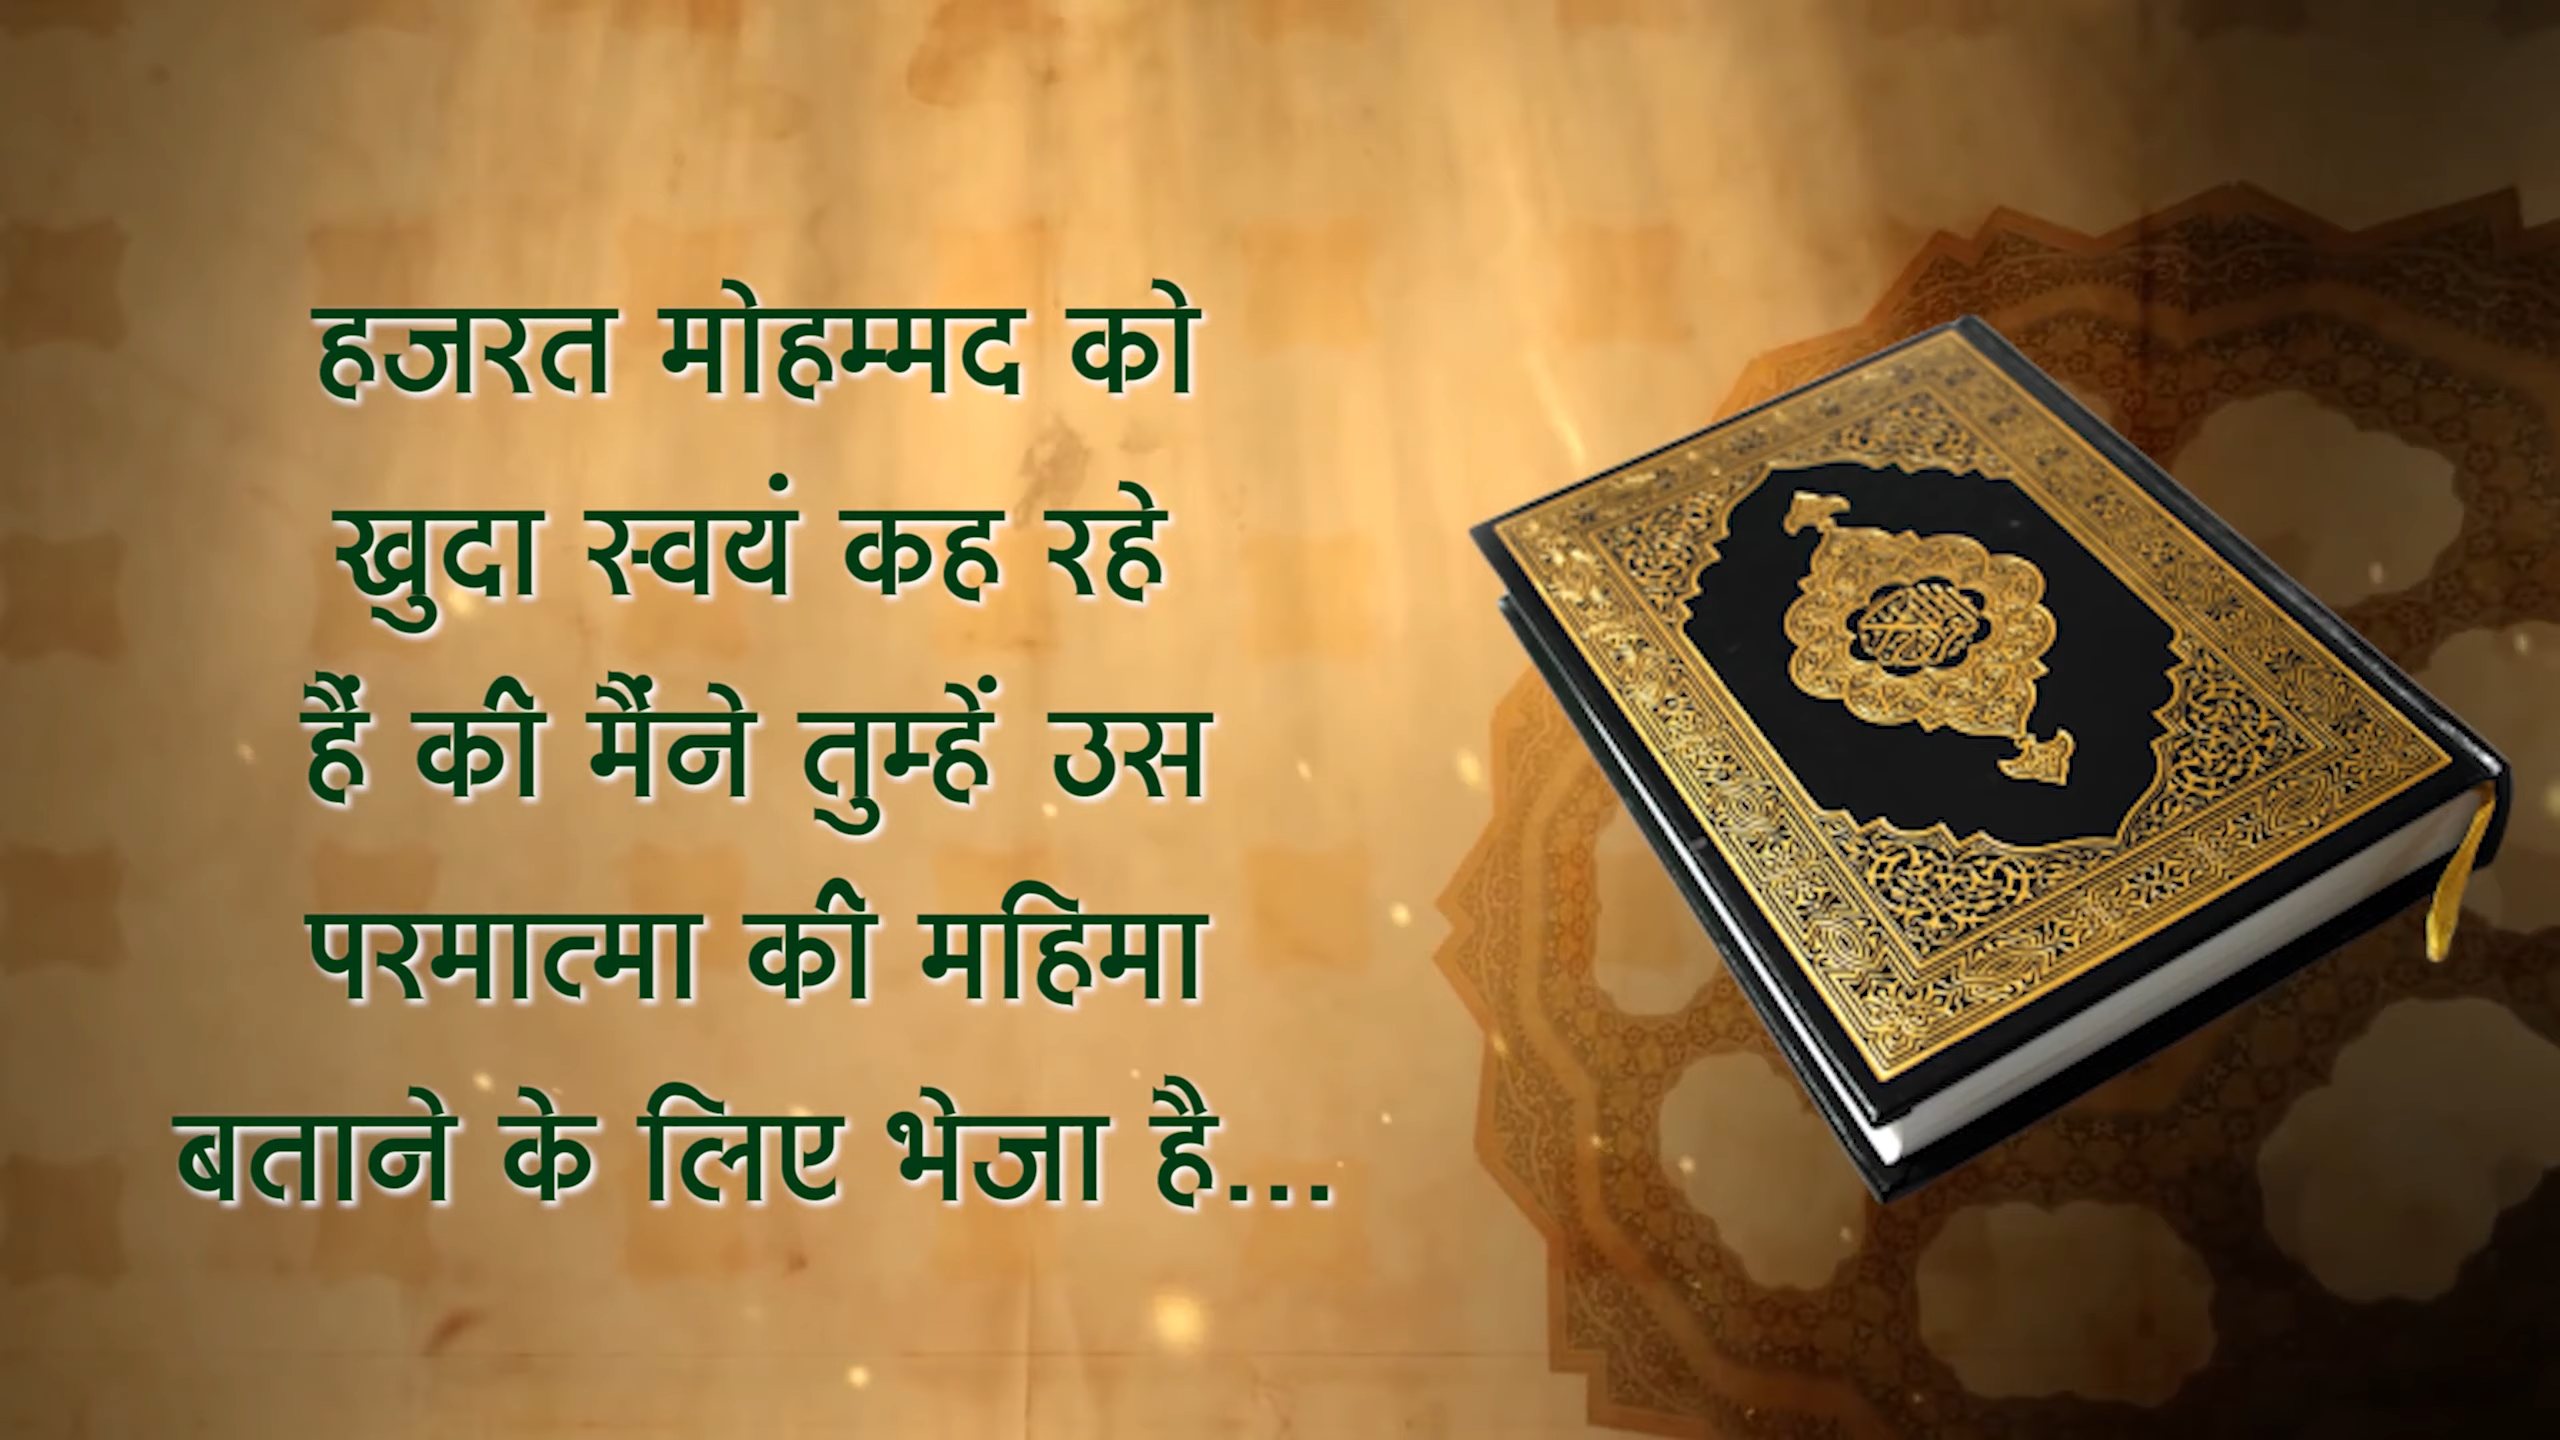 हजरत मोहम्मद को
खुदा स्वयं कह रहे
हैं की मैंने तुम्हें उस
परमात्मा की महिमा
बताने के लिए भेजा है...